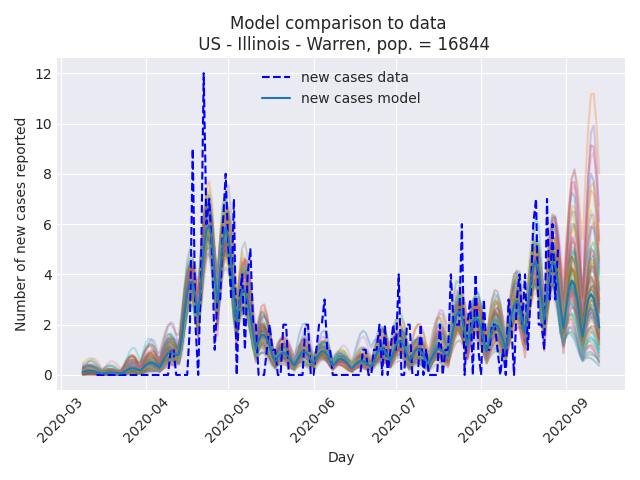 Model comparison to data
US - Illinois - Warren, pop. = 16844
new cases data
new cases model
Number of new cases reported
12
10
8
6
4
2
0
2020-03
2020-04
2020-05
2020-06
2020-07
2020-08
2020-09
Day